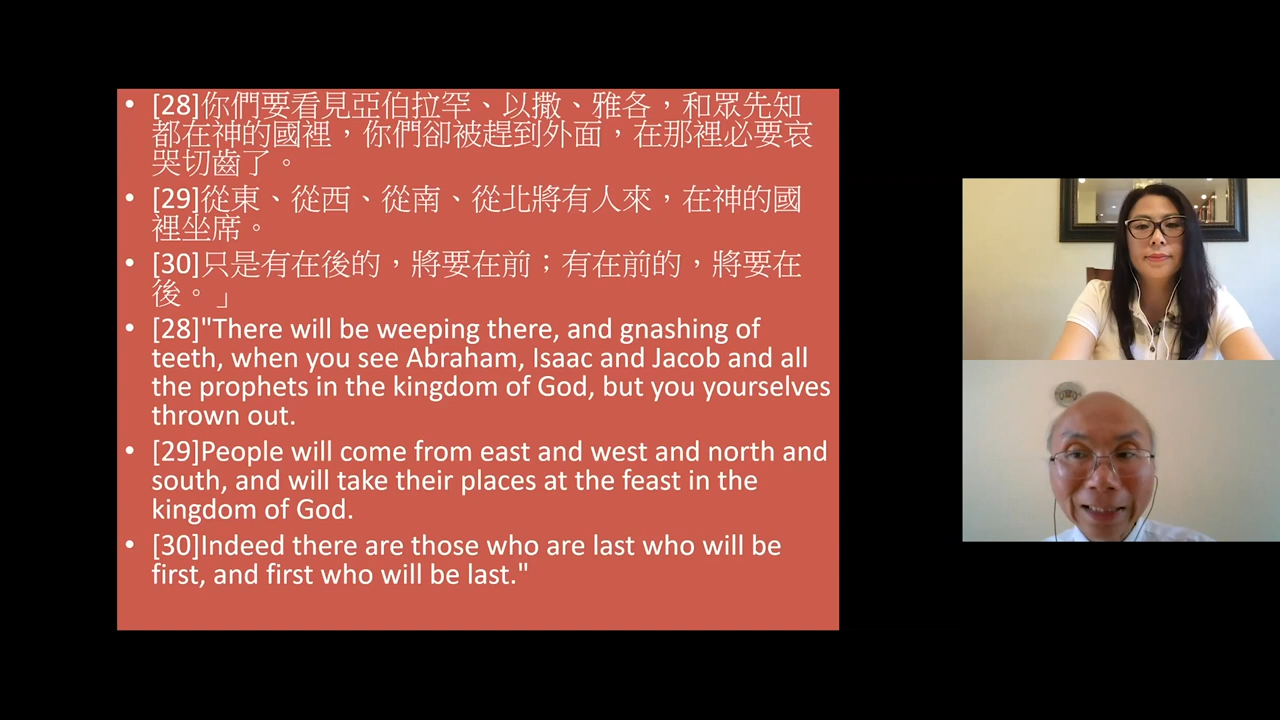 • [28]你們要看見亞伯拉罕、以撒、雅各，和眾先知
都在神的國裡，你們卻被趕到外面，在那裡必要哀
哭切齒了。
• [29]從東、從西、從南、從北將有人來，在神的國
裡坐席。
• [30]只是有在後的，將要在前；有在前的，將要在
後。」
• [28]"There will be weeping there, and gnashing of
teeth, when you see Abraham, Isaac and Jacob and all
the prophets in the kingdom of God, but you yourselves
thrown out.
• [29]People will come from east and west and north and
south, and will take their places at the feast in the
kingdom of God.
• [30]Indeed there are those who are last who will be
first, and first who will be last."